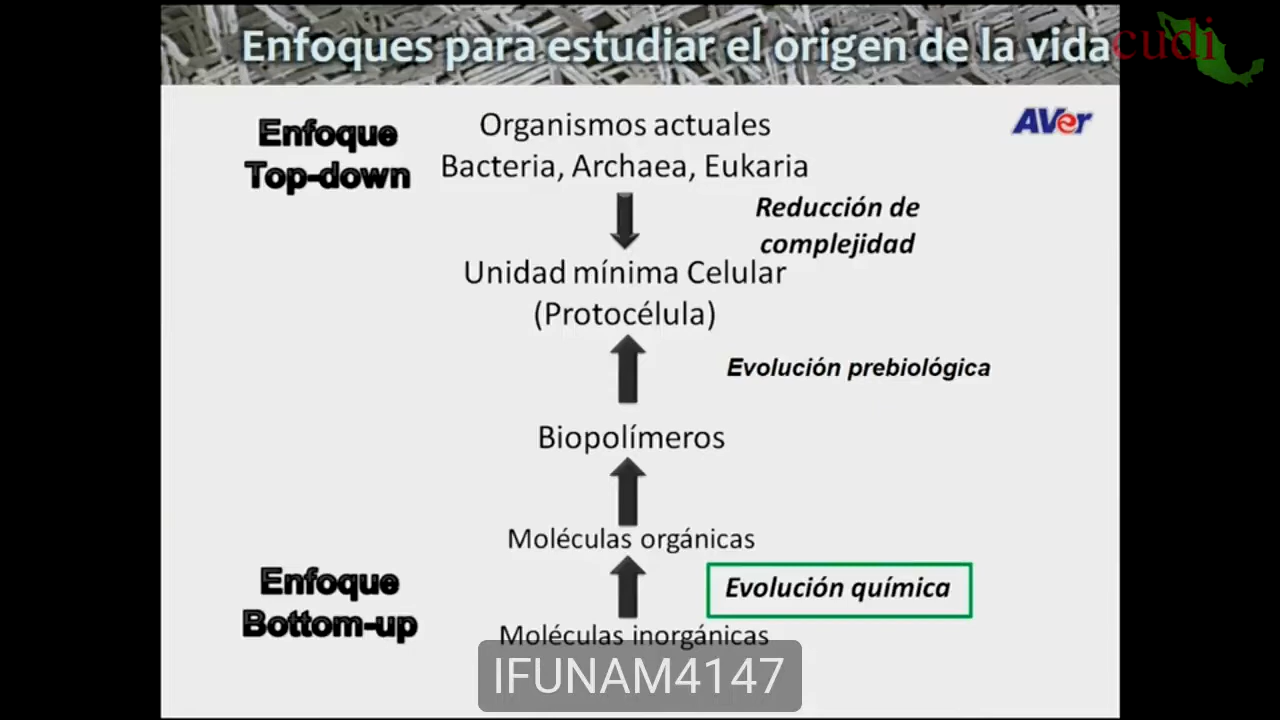 Enfoques para estudiar el origen de la vida
cudi
AVer
Enfoque
Top-down
Organismos actuales
Bacteria, Archaea, Eukaria
Reducción de
complejidad
Unidad mínima Celular
(Protocélula)
Evolución prebiológica
Biopolímeros
Moléculas orgánicas
Enfoque
Bottom-up
Evolución química
Moléculas inorgánicas
IFUNAM4147